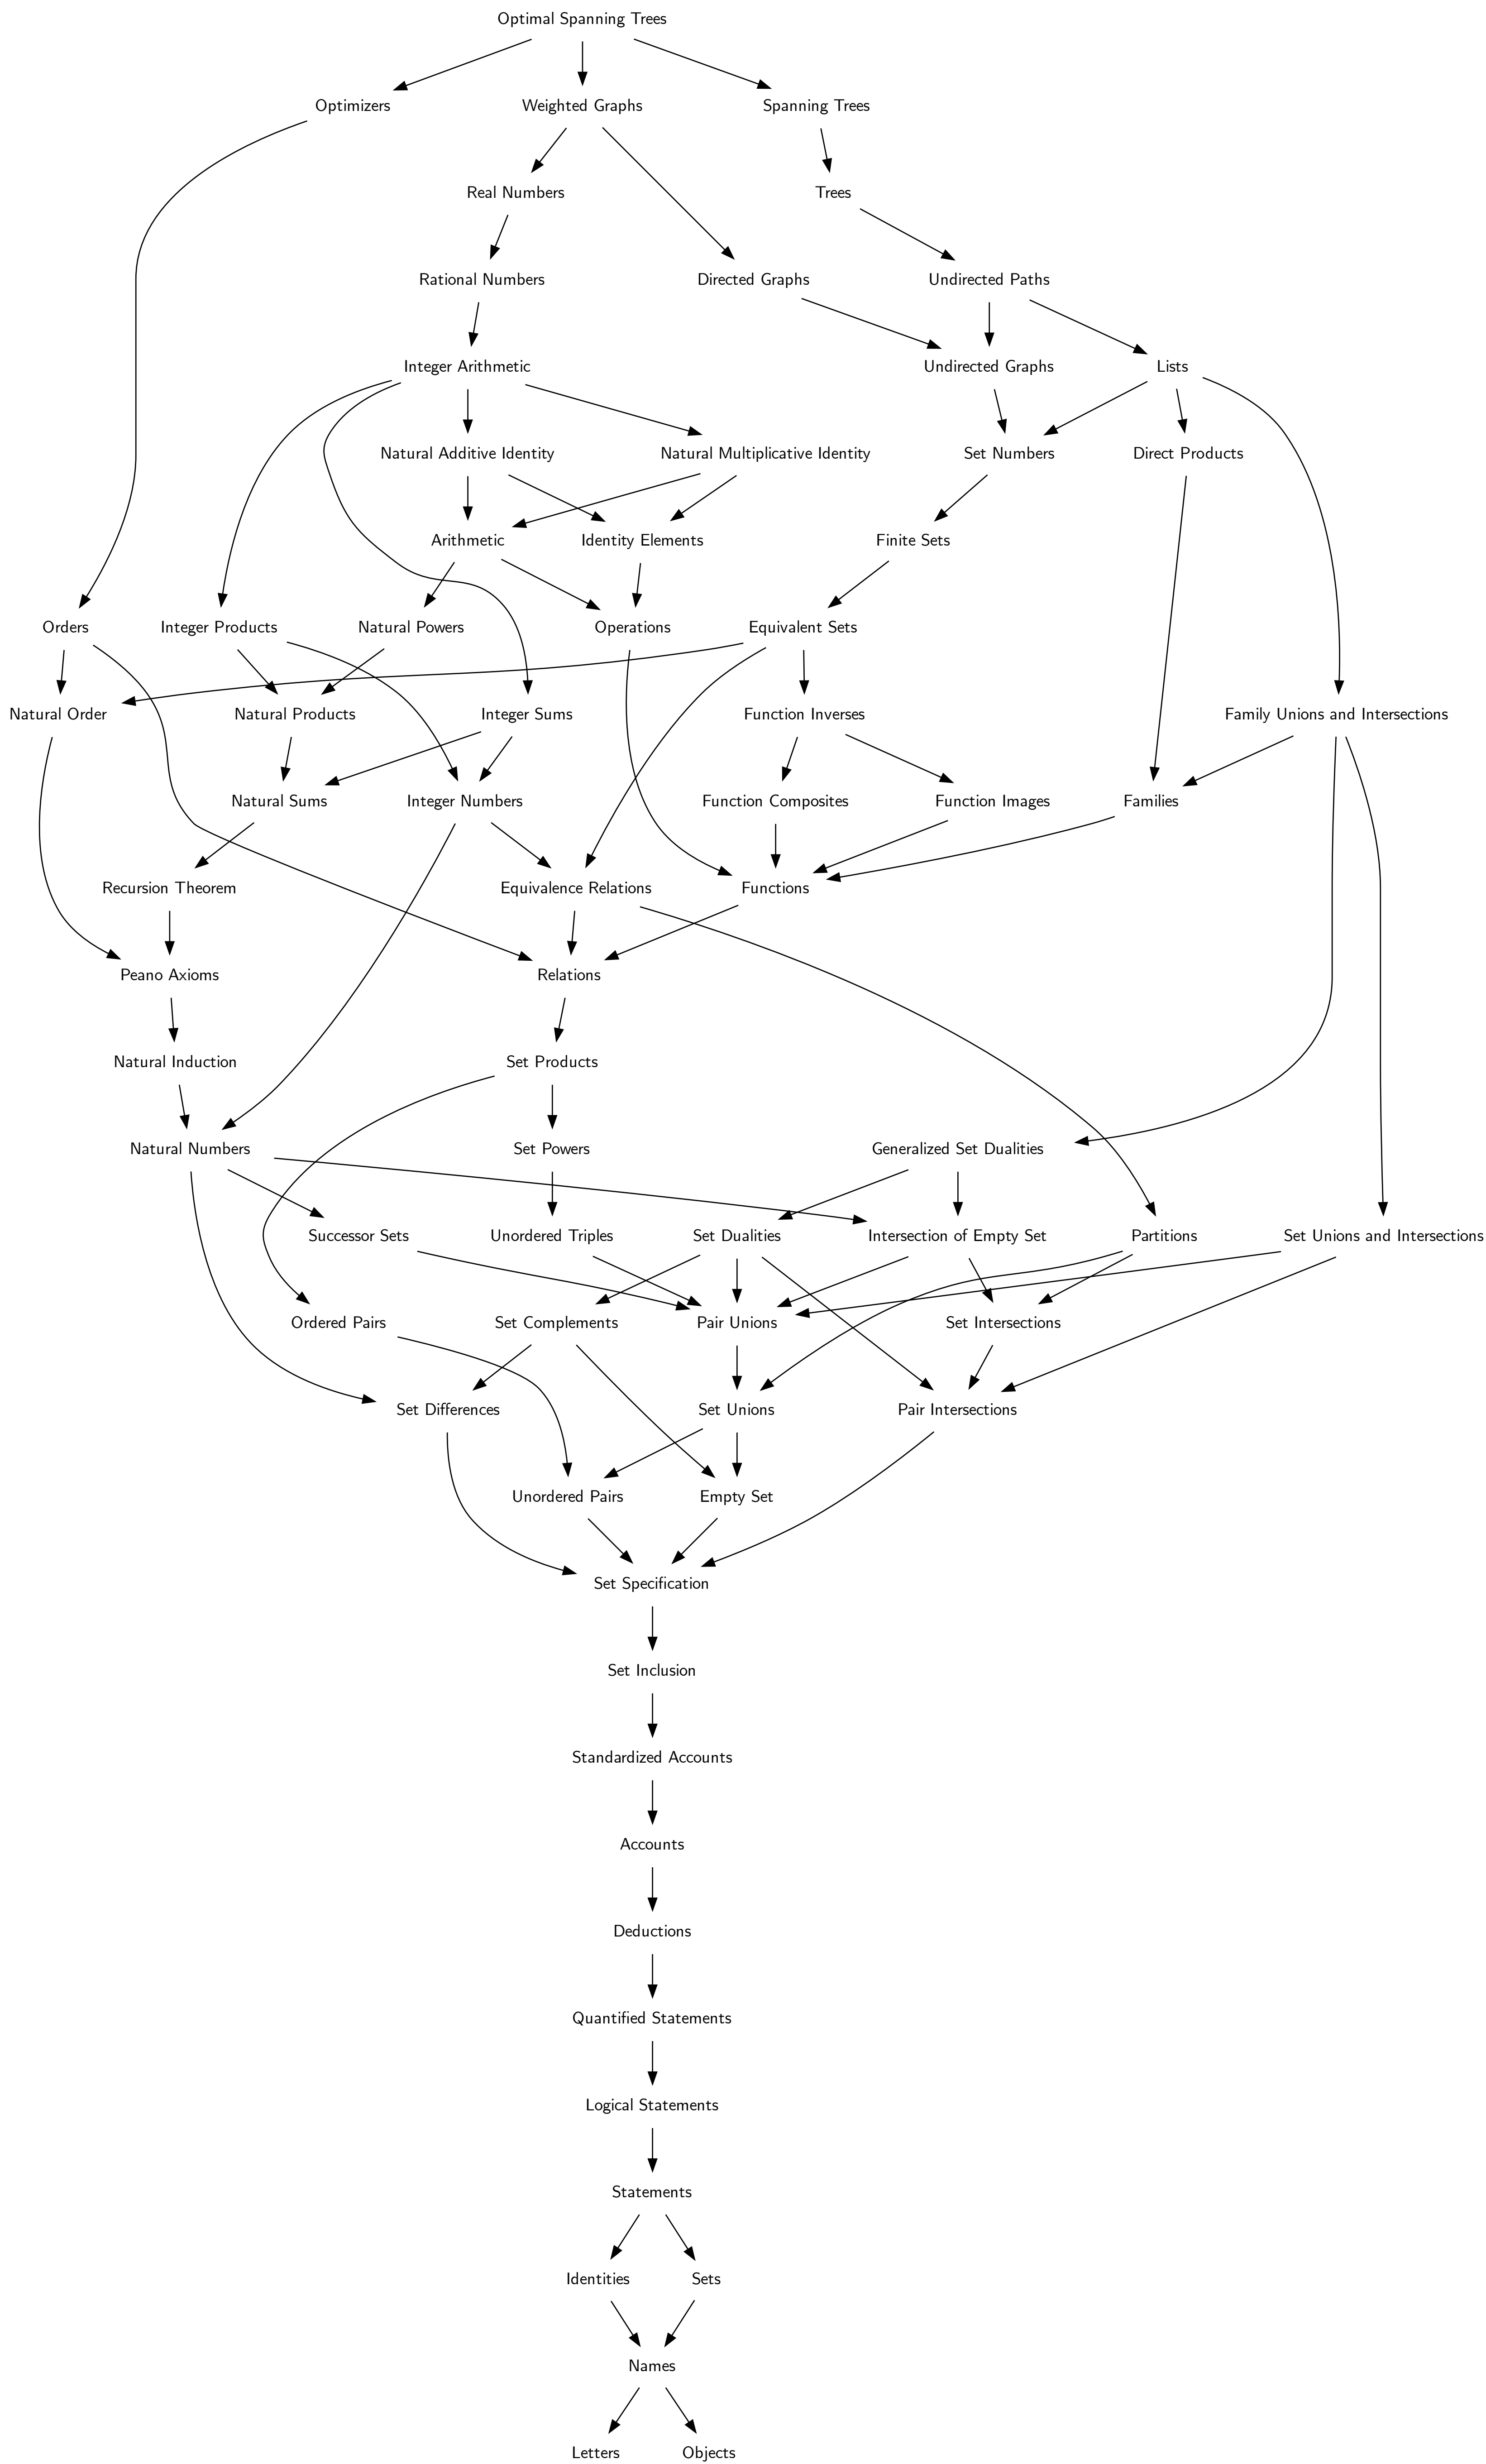 Optimal Spanning Trees
Optimizers
Weighted Graphs
Spanning Trees
Real Numbers
Trees
Rational Numbers
Directed Graphs
Undirected Paths
Integer Arithmetic
Undirected Graphs
Lists
Natural Additive Identity
Natural Multiplicative Identity
Set Numbers
Direct Products
Arithmetic
Identity Elements
Finite Sets
Orders
Integer Products
Natural Powers
Operations
Equivalent Sets
Natural Order
Natural Products
Integer Sums
Function Inverses
Family Unions and Intersections
Natural Sums
Integer Numbers
Function Composites
Function Images
Families
Recursion Theorem
Equivalence Relations
Functions
Peano Axioms
Relations
Natural Induction
Set Products
Natural Numbers
Set Powers
Generalized Set Dualities
Successor Sets
Unordered Triples
Set Dualities
Intersection of Empty Set
Partitions
Set Unions and Intersections
Ordered Pairs
Set Complements
Pair Unions
Set Intersections
Set Differences
Set Unions
Pair Intersections
Unordered Pairs
Empty Set
Set Specification
Set Inclusion
Standardized Accounts
Accounts
Deductions
Quantified Statements
Logical Statements
Statements
Identities
Sets
Names
Letters
Objects